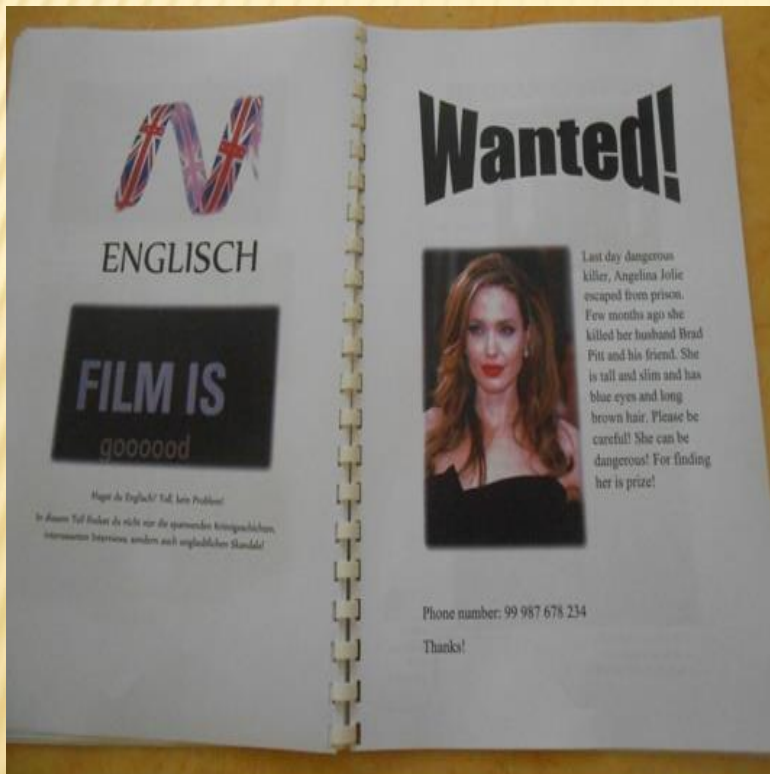 ENGLISCH
FILM IS
goooood
Magst du Englisch? Toll, kein Problem!
In diesem Teil findest du nicht nur die spannenden Krimigeschichten,
interessanten Interviews, sondern auch unglaublichen Skandale!
Wanted!
Last day dangerous
killer, Angelina Jolie
escaped from prison.
Few months ago she
killed her husband Brad
Pitt and his friend. She
is tall and slim and has
blue eyes and long
brown hair. Please be
careful! She can be
dangerous! For finding
her is prize!
Phone number: 99 987 678 234
Thanks!